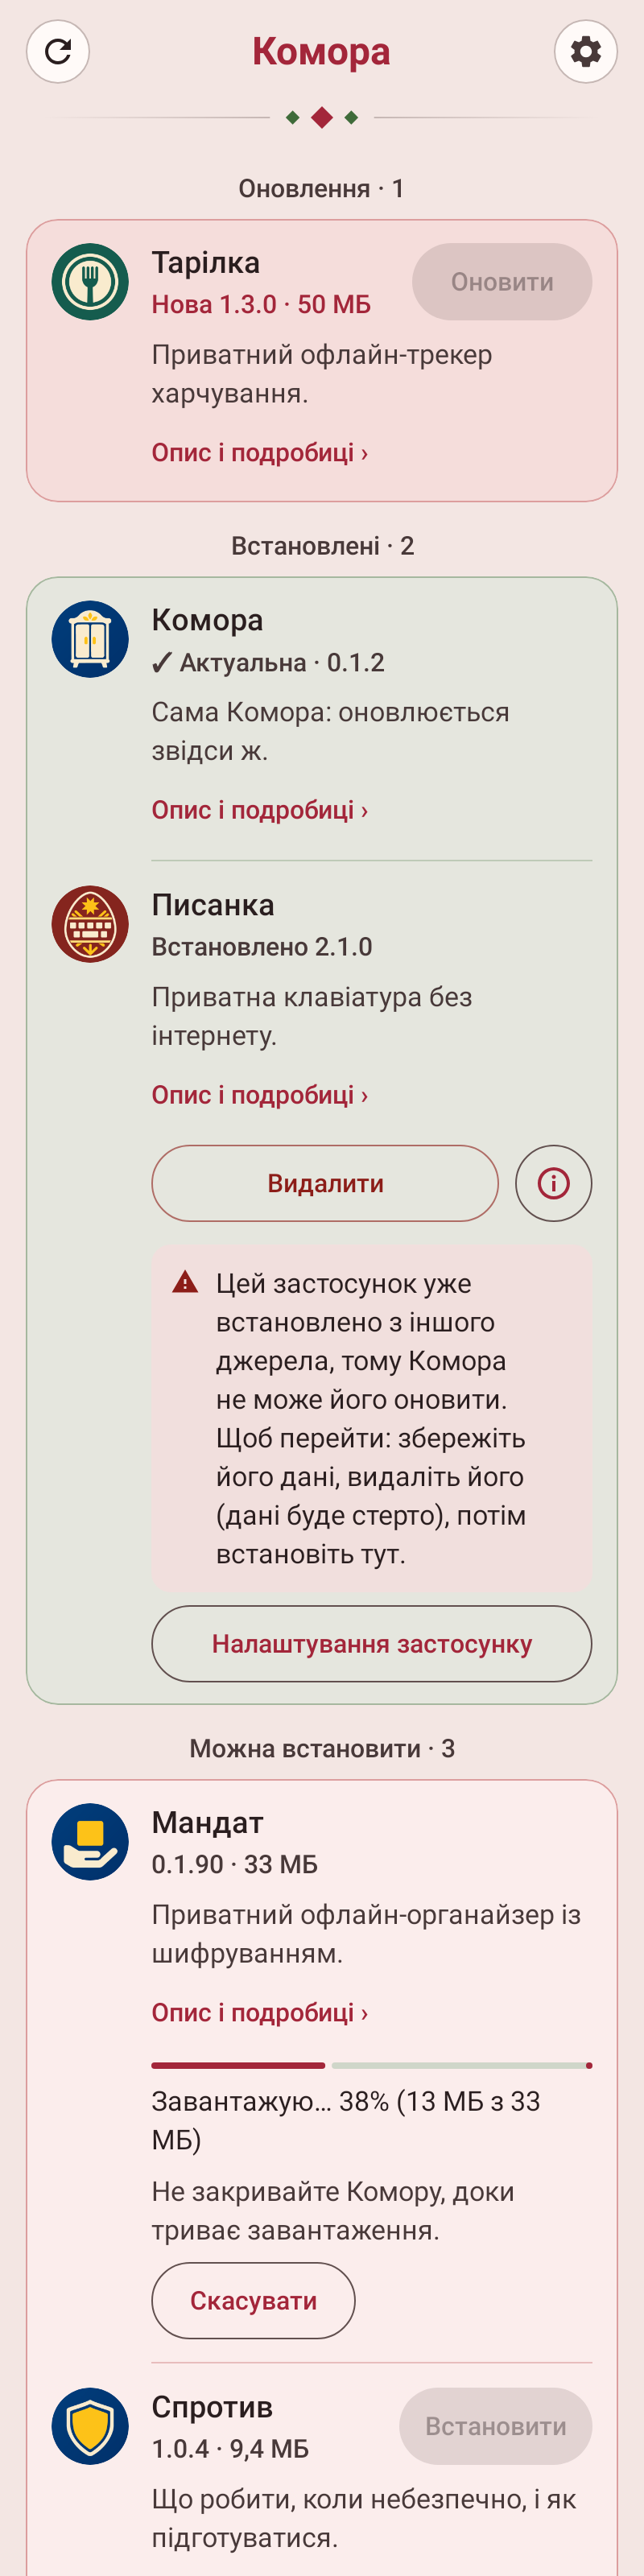 Комора
Оновлення · 1
Тарілка
Нова 1.3.0 · 50 МБ
Оновити
Приватний офлайн-трекер
харчування.
Опис і подробиці ›
Встановлені · 2
Комора
✓ Актуальна · 0.1.2
Сама Комора: оновлюється
звідси ж.
Опис і подробиці ›
Писанка
Встановлено 2.1.0
Приватна клавіатура без
інтернету.
Опис і подробиці ›
Видалити
Цей застосунок уже
встановлено з іншого
джерела, тому Комора
не може його оновити.
Щоб перейти: збережіть
його дані, видаліть його
(дані буде стерто), потім
встановіть тут.
Налаштування застосунку
Можна встановити · 3
Мандат
0.1.90 · 33 МБ
Приватний офлайн-органайзер із
шифруванням.
Опис і подробиці ›
Завантажую… 38% (13 МБ з 33
МБ)
Не закривайте Комору, доки
триває завантаження.
Скасувати
Спротив
1.0.4 · 9,4 МБ
Встановити
Що робити, коли небезпечно, і як
підготуватися.